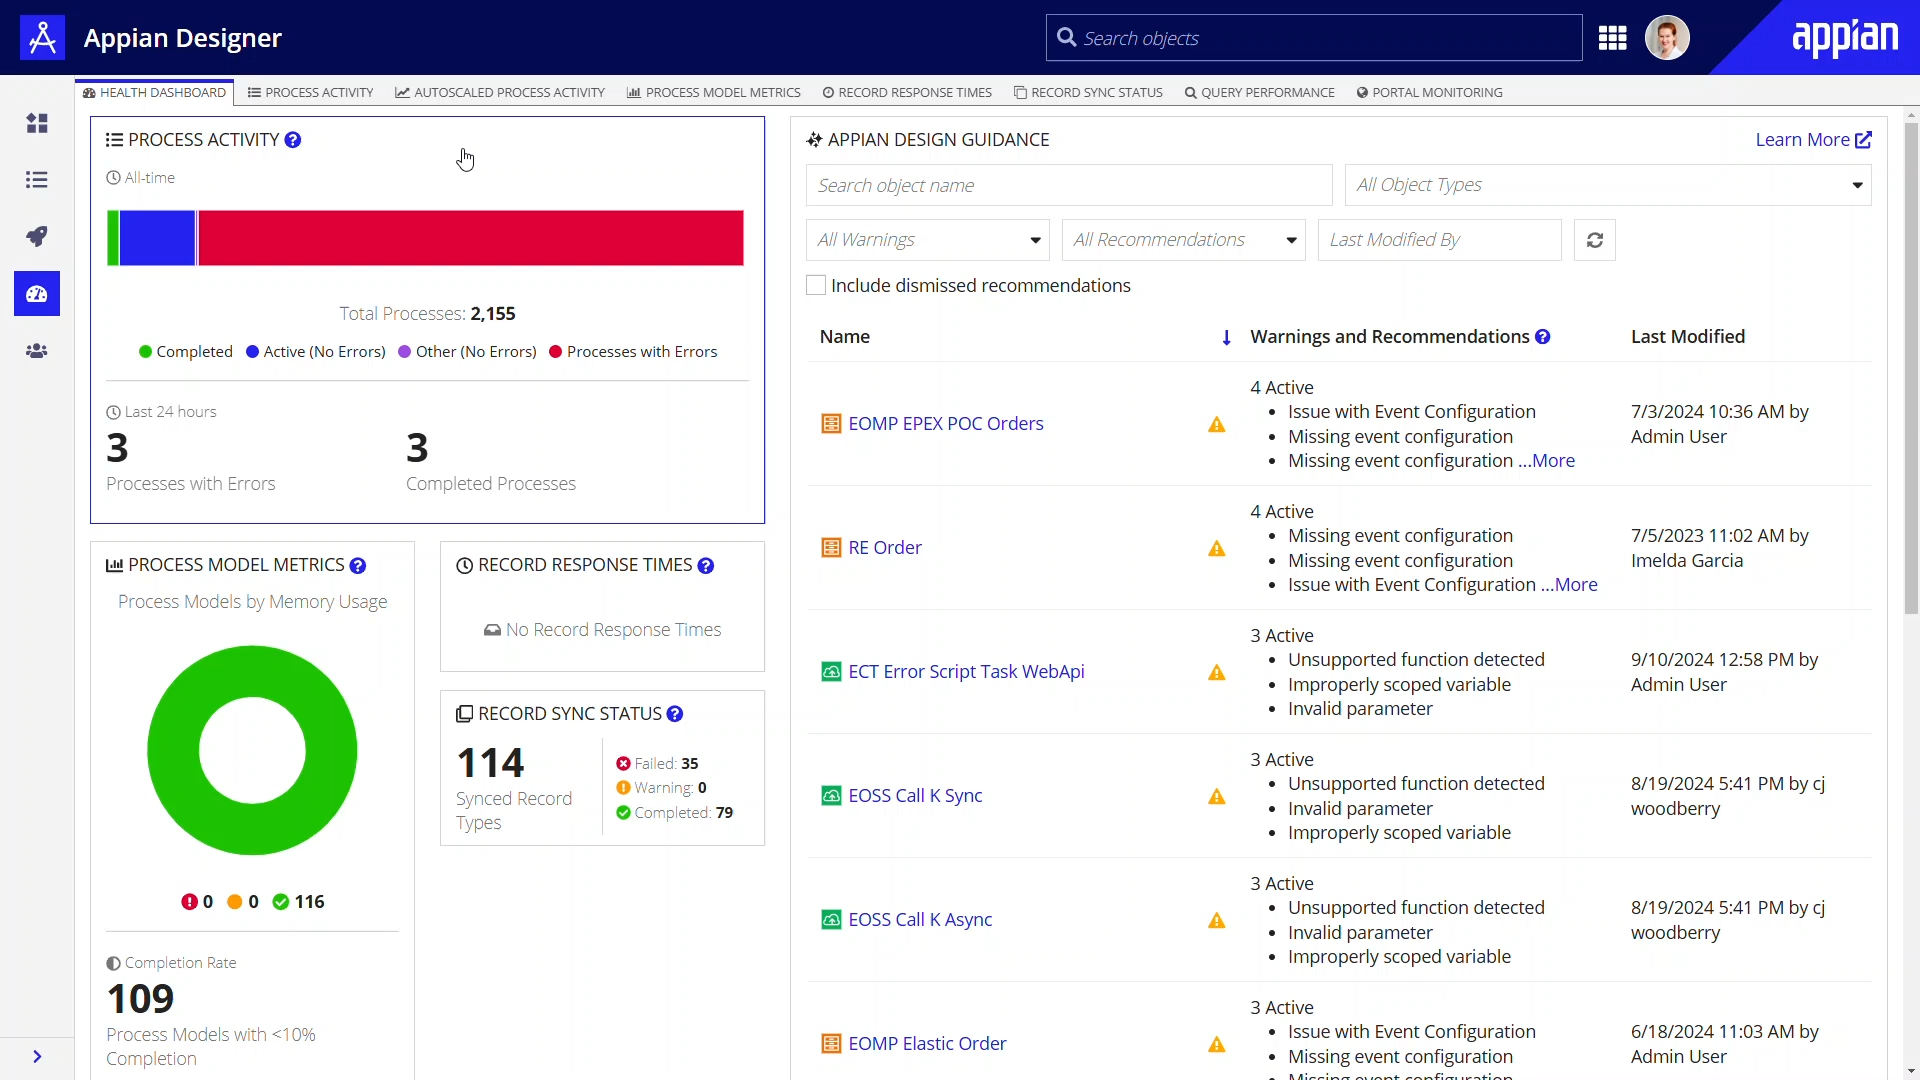 Appian Designer
Search objects
appian
HEALTH DASHBOARD
PROCESS ACTIVITY
AUTOSCALED PROCESS ACTIVITY
PROCESS MODEL METRICS
RECORD RESPONSE TIMES
RECORD SYNC STATUS
QUERY PERFORMANCE
PORTAL MONITORING
PROCESS ACTIVITY ?
All-time
Total Processes: 2,155
Completed
Active (No Errors)
Other (No Errors)
Processes with Errors
Last 24 hours
3
Processes with Errors
3
Completed Processes
PROCESS MODEL METRICS ?
Process Models by Memory Usage
0
0
116
Completion Rate
109
Process Models with <10%
Completion
RECORD RESPONSE TIMES ?
No Record Response Times
RECORD SYNC STATUS ?
114
Synced Record
Types
Failed: 35
Warning: 0
Completed: 79
APPIAN DESIGN GUIDANCE
Learn More
Search object name
All Object Types
All Warnings
All Recommendations
Last Modified By
Include dismissed recommendations
Name
Warnings and Recommendations ?
Last Modified
EOMP EPEX POC Orders
4 Active
• Issue with Event Configuration
• Missing event configuration
• Missing event configuration ...More
7/3/2024 10:36 AM by
Admin User
RE Order
4 Active
• Missing event configuration
• Missing event configuration
• Issue with Event Configuration ...More
7/5/2023 11:02 AM by
Imelda Garcia
ECT Error Script Task WebApi
3 Active
• Unsupported function detected
• Improperly scoped variable
• Invalid parameter
9/10/2024 12:58 PM by
Admin User
EOSS Call K Sync
3 Active
• Unsupported function detected
• Invalid parameter
• Improperly scoped variable
8/19/2024 5:41 PM by cj
woodberry
EOSS Call K Async
3 Active
• Unsupported function detected
• Invalid parameter
• Improperly scoped variable
8/19/2024 5:41 PM by cj
woodberry
EOMP Elastic Order
3 Active
• Issue with Event Configuration
• Missing event configuration
• Missing event configuration
6/18/2024 11:03 AM by
Admin User